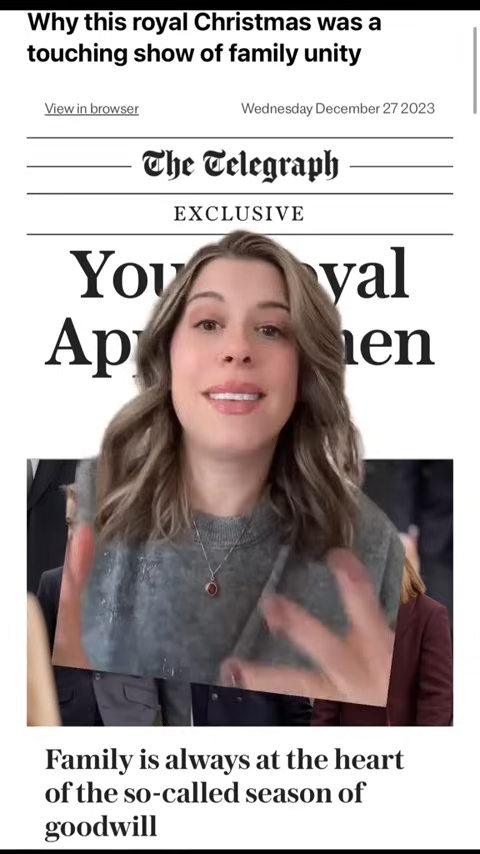 Why this royal Christmas was a
touching show of family unity
View in browser
Wednesday December 27 2023
The Telegraph
EXCLUSIVE
Family is always at the heart
of the so-called season of
goodwill